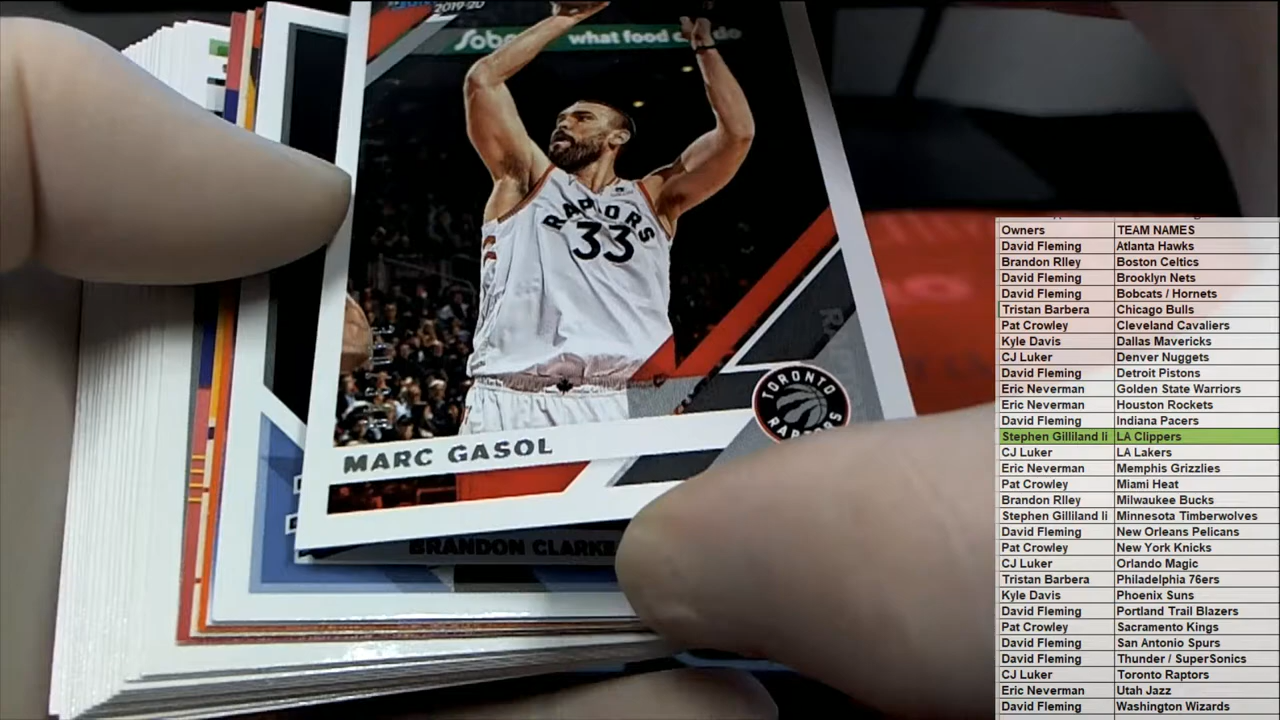 2019-20
Sobe what food c do
RAPTORS
33
TORONTO
RAPTORS
MARC GASOL
BRANDON CLARKE
Owners TEAM NAMES
David Fleming Atlanta Hawks
Brandon RIley Boston Celtics
David Fleming Brooklyn Nets
David Fleming Bobcats / Hornets
Tristan Barbera Chicago Bulls
Pat Crowley Cleveland Cavaliers
Kyle Davis Dallas Mavericks
CJ Luker Denver Nuggets
David Fleming Detroit Pistons
Eric Neverman Golden State Warriors
Eric Neverman Houston Rockets
David Fleming Indiana Pacers
Stephen Gilliland Ii LA Clippers
CJ Luker LA Lakers
Eric Neverman Memphis Grizzlies
Pat Crowley Miami Heat
Brandon RIley Milwaukee Bucks
Stephen Gilliland Ii Minnesota Timberwolves
David Fleming New Orleans Pelicans
Pat Crowley New York Knicks
CJ Luker Orlando Magic
Tristan Barbera Philadelphia 76ers
Kyle Davis Phoenix Suns
David Fleming Portland Trail Blazers
Pat Crowley Sacramento Kings
David Fleming San Antonio Spurs
David Fleming Thunder / SuperSonics
CJ Luker Toronto Raptors
Eric Neverman Utah Jazz
David Fleming Washington Wizards